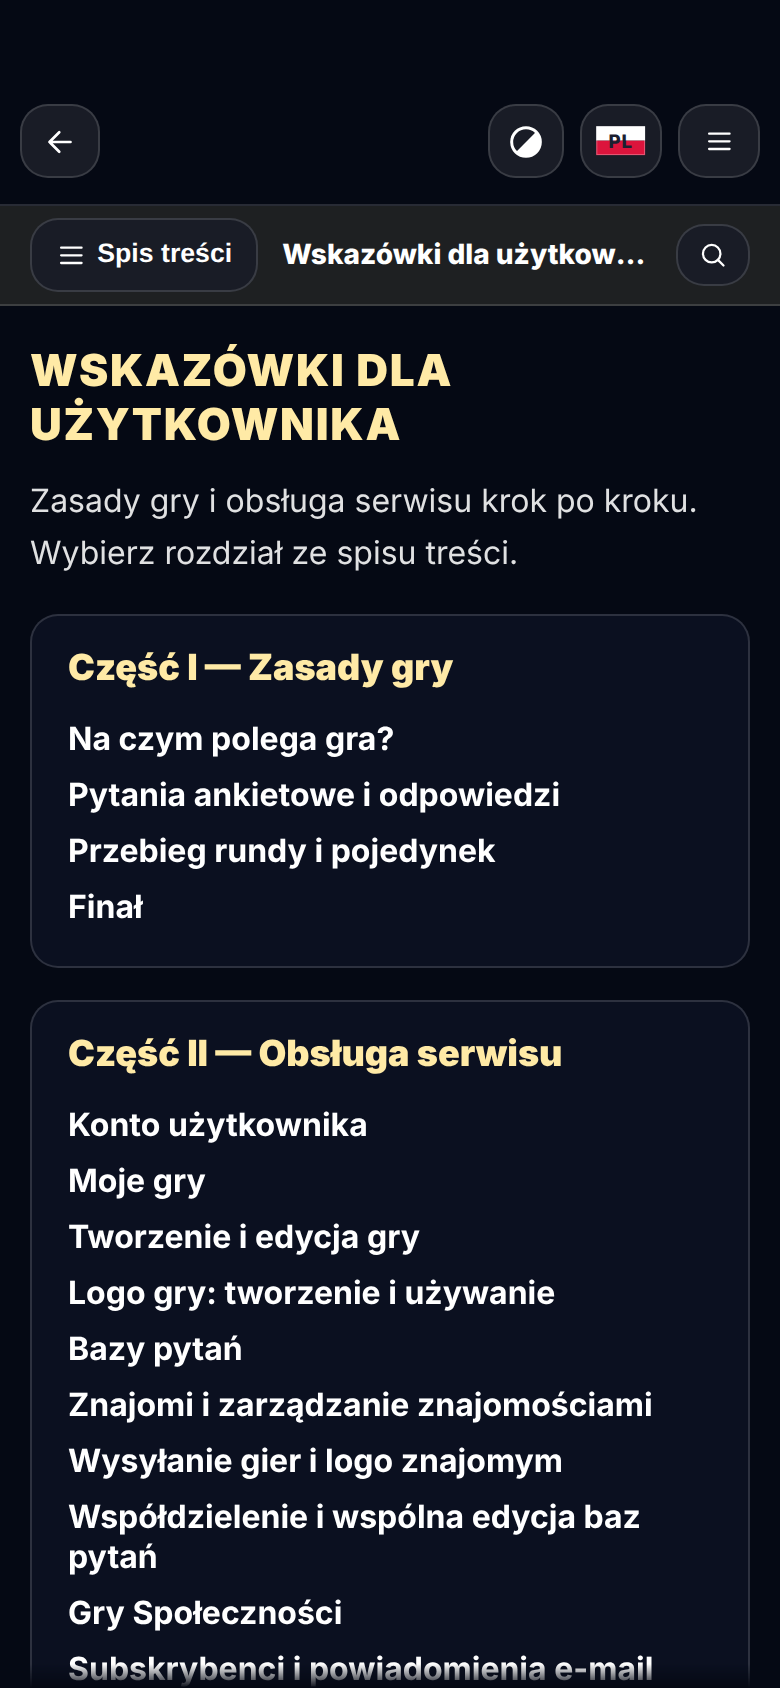 PL
Spis treści
Wskazówki dla użytkow...
WSKAZÓWKI DLA
UŻYTKOWNIKA
Zasady gry i obsługa serwisu krok po kroku.
Wybierz rozdział ze spisu treści.
Część I — Zasady gry
Na czym polega gra?
Pytania ankietowe i odpowiedzi
Przebieg rundy i pojedynek
Finał
Część II — Obsługa serwisu
Konto użytkownika
Moje gry
Tworzenie i edycja gry
Logo gry: tworzenie i używanie
Bazy pytań
Znajomi i zarządzanie znajomościami
Wysyłanie gier i logo znajomym
Współdzielenie i wspólna edycja baz
pytań
Gry Społeczności
Subskrybenci i powiadomienia e-mail